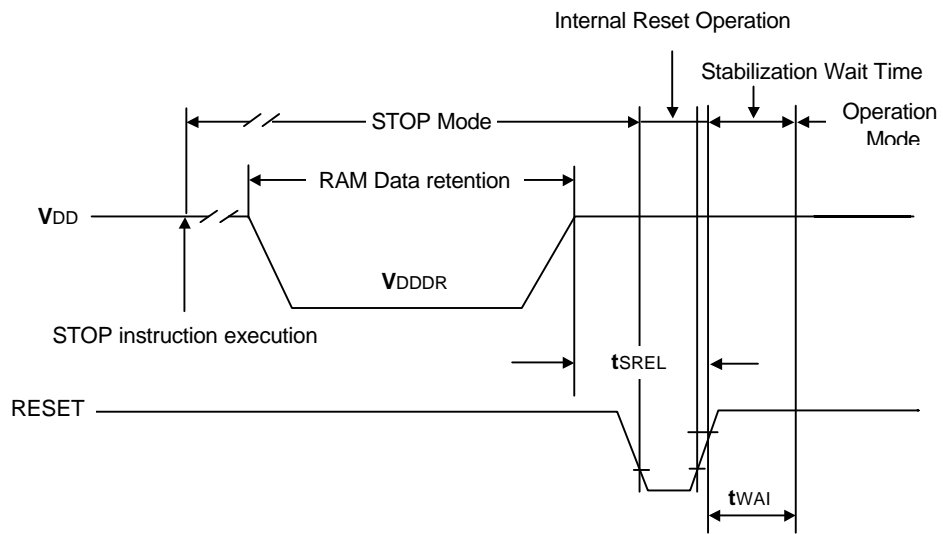 Internal Reset Operation
Stabilization Wait Time
STOP Mode
Operation
Mode
RAM Data retention
VDD
VDDDR
STOP instruction execution
tSREL
RESET
tWAI